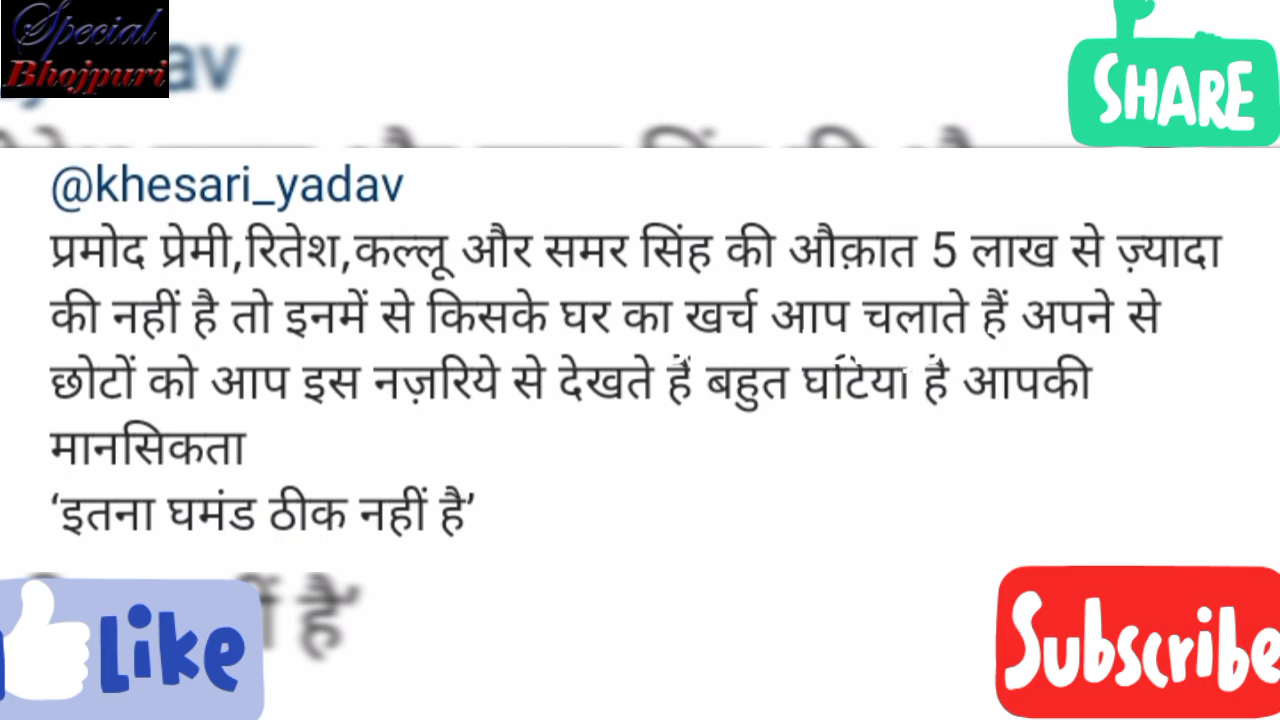 Special
Bhojpuri
av
SHARE
@khesari_yadav
प्रमोद प्रेमी,रितेश,कल्लू और समर सिंह की औक़ात 5 लाख से ज़्यादा
की नहीं है तो इनमें से किसके घर का खर्च आप चलाते हैं अपने से
छोटों को आप इस नज़रिये से देखते हैं बहुत घटिया है आपकी
मानसिकता
‘इतना घमंड ठीक नहीं है’
है’
Like
Subscribe